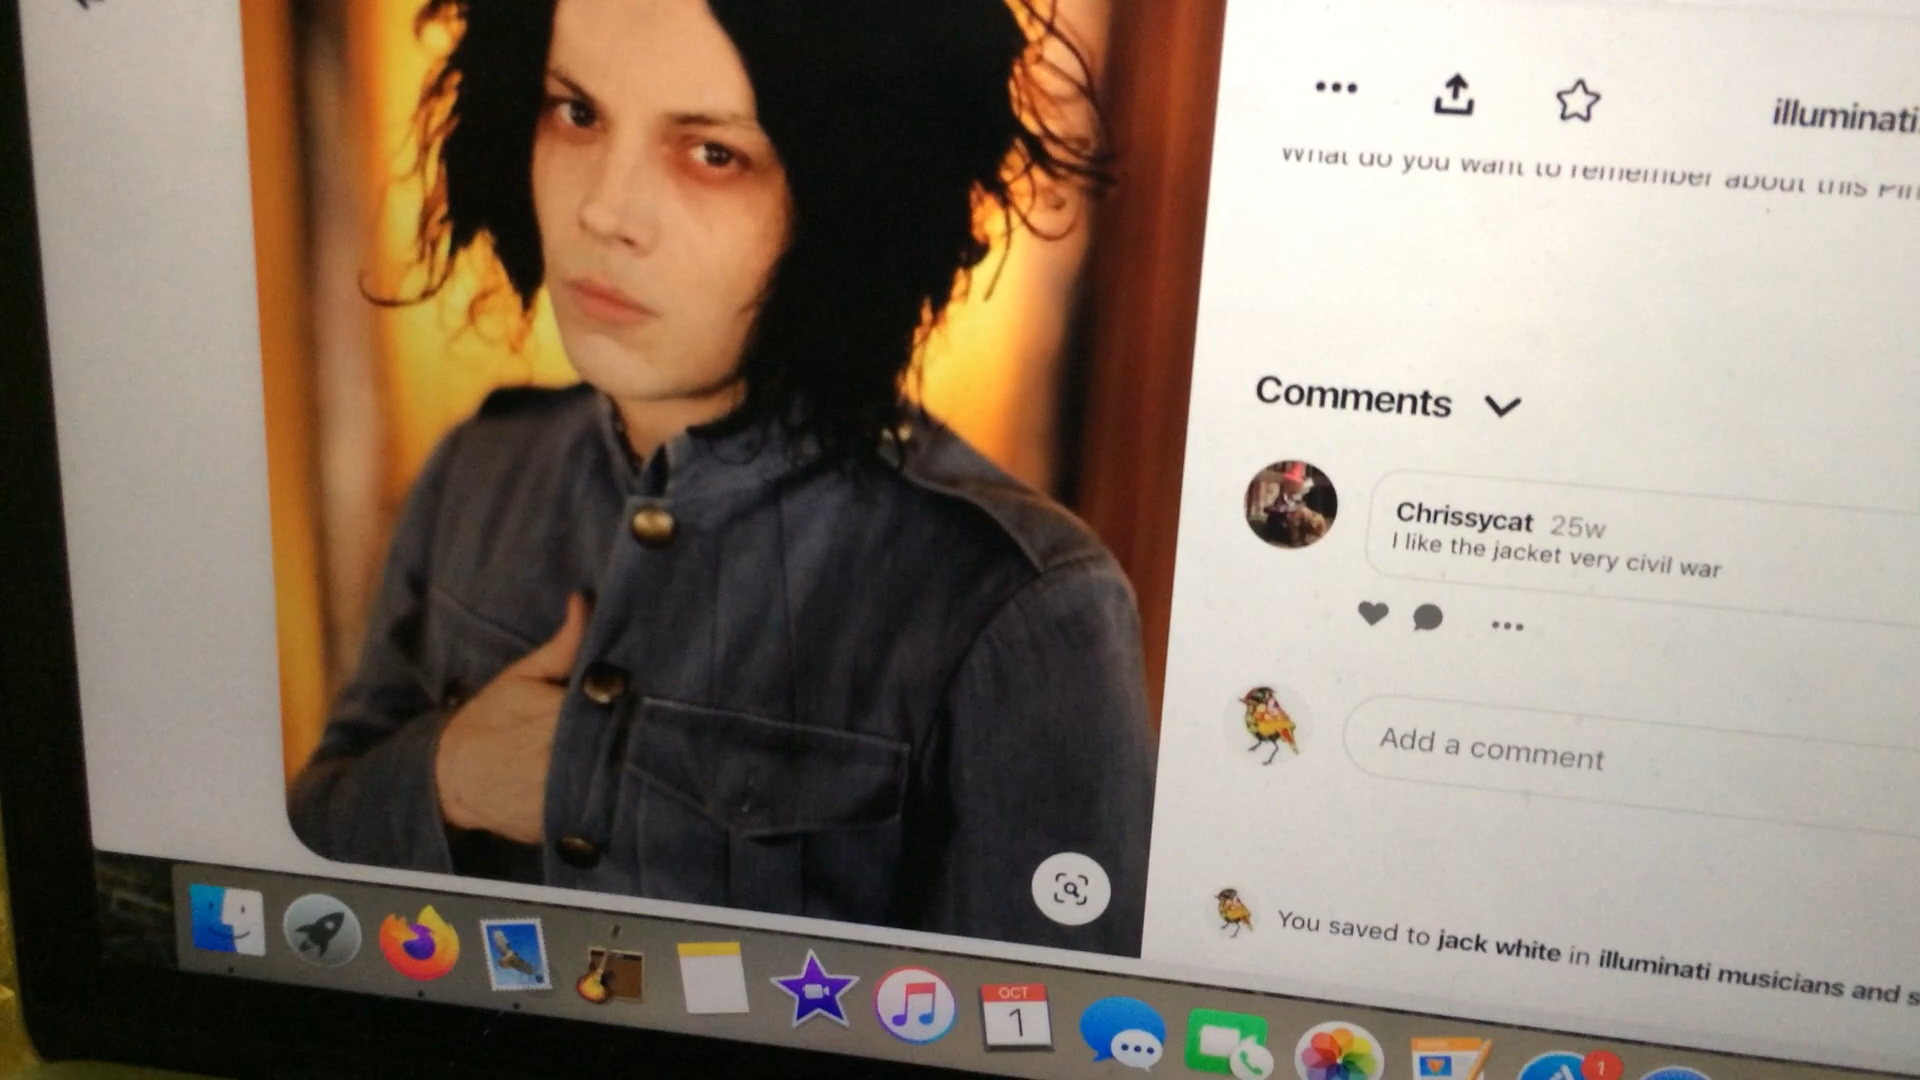 illuminati
What do you want to remember about this Pin
Comments
Chrissycat 25w
I like the jacket very civil war
Add a comment
You saved to jack white in illuminati musicians and s
OCT
1
1